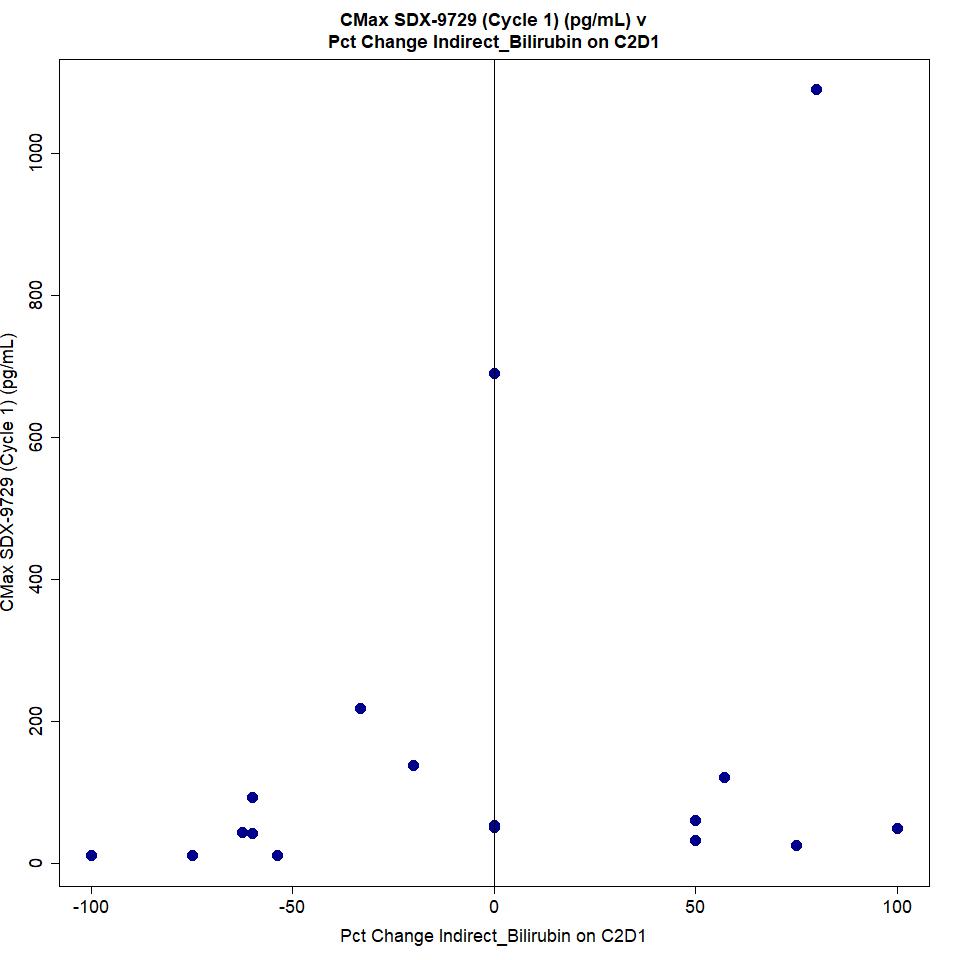 CMax SDX-9729 (Cycle 1) (pg/mL) v
Pct Change Indirect_Bilirubin on C2D1
CMax SDX-9729 (Cycle 1) (pg/mL)
1000
800
600
400
200
0
-100
-50
0
50
100
Pct Change Indirect_Bilirubin on C2D1